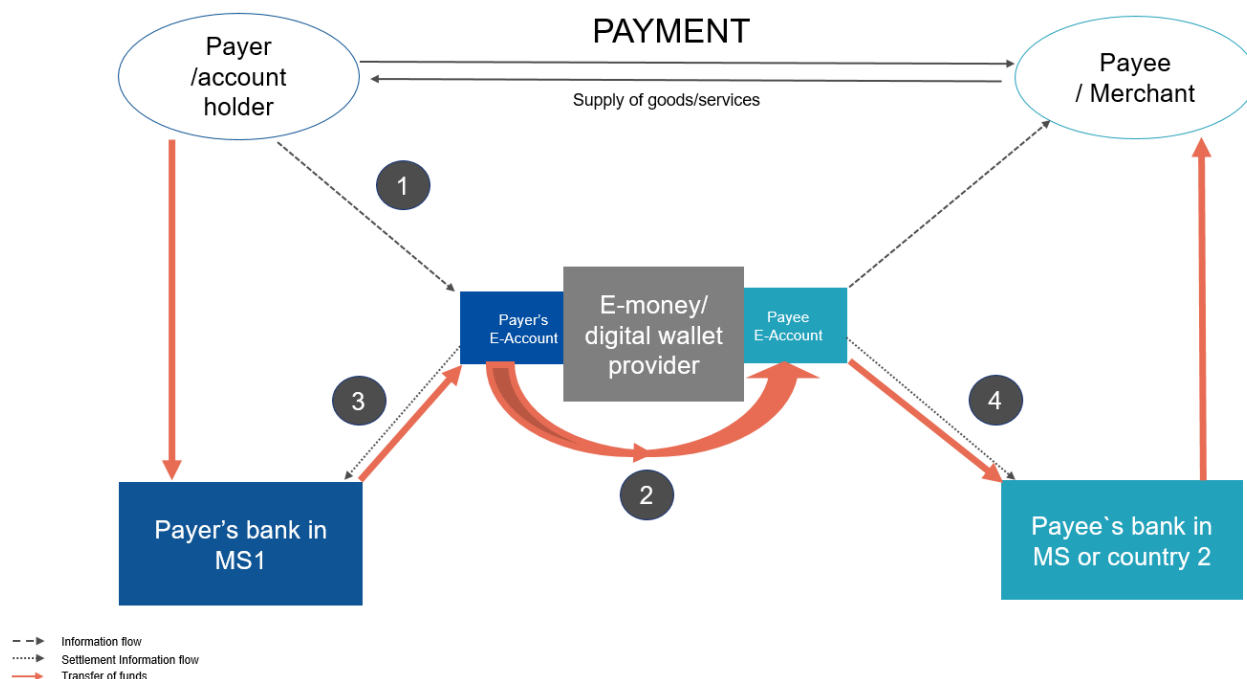 PAYMENT
Payer
/account
holder
Payee
/ Merchant
Supply of goods/services
1
Payer's
E-Account
E-money/
digital wallet
provider
Payee
E-Account
3
4
2
Payer’s bank in
MS1
Payee`s bank in
MS or country 2
Information flow
Settlement Information flow
Transfer of funds